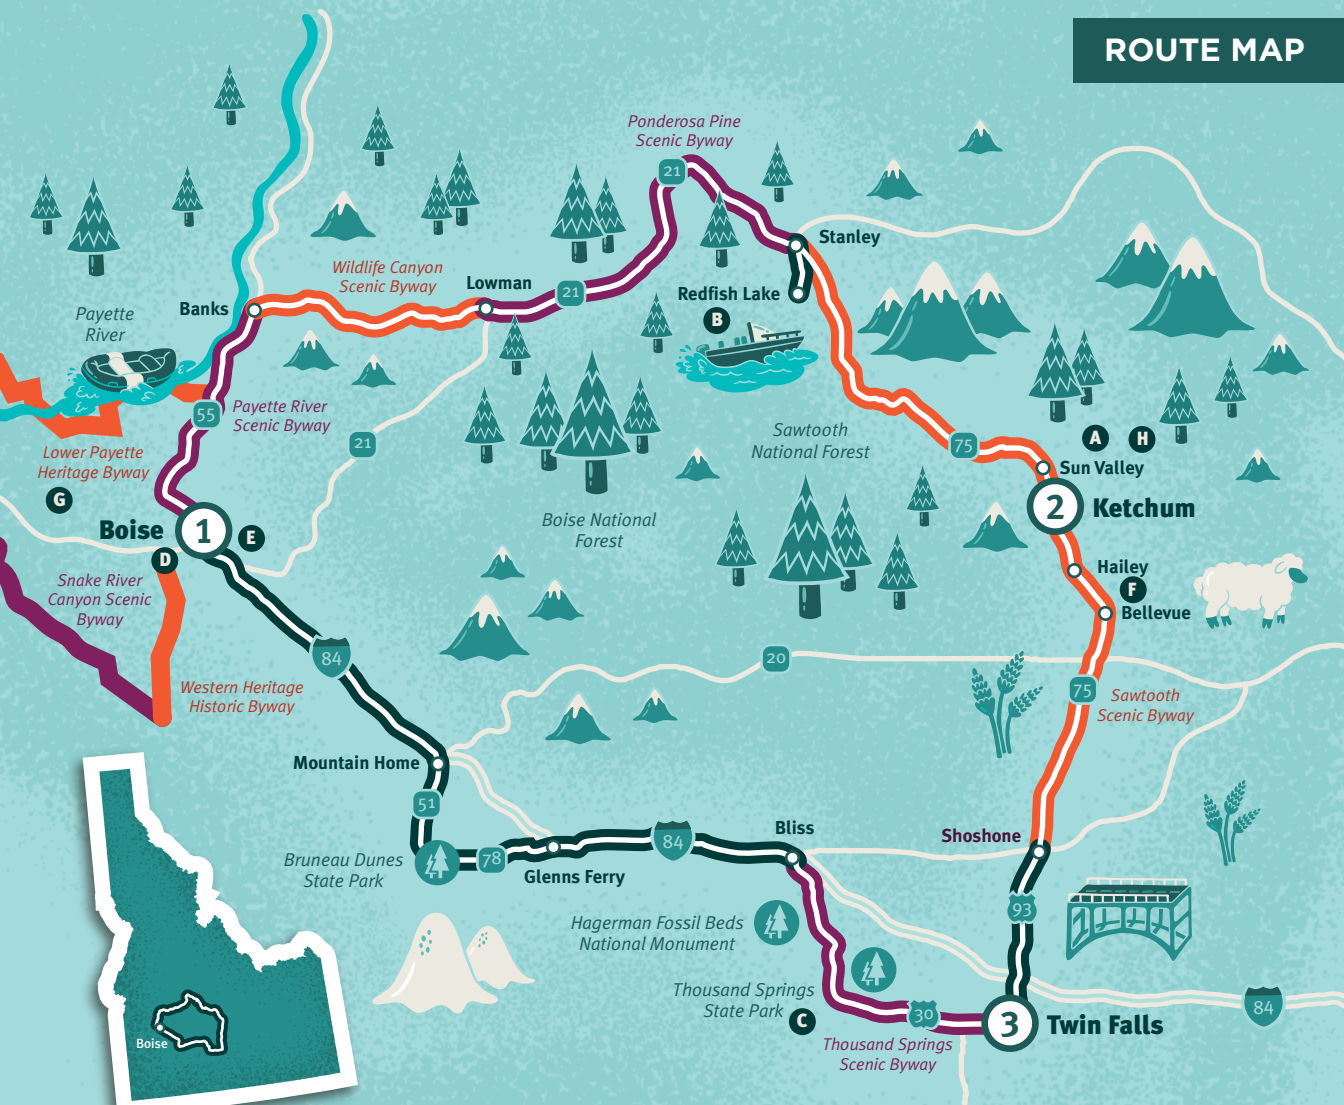 ROUTE MAP
Ponderosa Pine
Scenic Byway
21
Stanley
Wildlife Canyon
Scenic Byway
Lowman
21
Redfish Lake
B
Banks
Payette
River
55
Payette River
Scenic Byway
21
Lower Payette
Heritage Byway
G
Sawtooth
National Forest
75
A
H
Sun Valley
2
Ketchum
Boise
1
E
D
Boise National
Forest
Hailey
F
Bellevue
Snake River
Canyon Scenic
Byway
84
20
Western Heritage
Historic Byway
75
Sawtooth
Scenic Byway
Mountain Home
51
Bruneau Dunes
State Park
78
Glenns Ferry
84
Bliss
Shoshone
93
Hagerman Fossil Beds
National Monument
Thousand Springs
State Park
C
30
3
Twin Falls
84
Thousand Springs
Scenic Byway
Boise